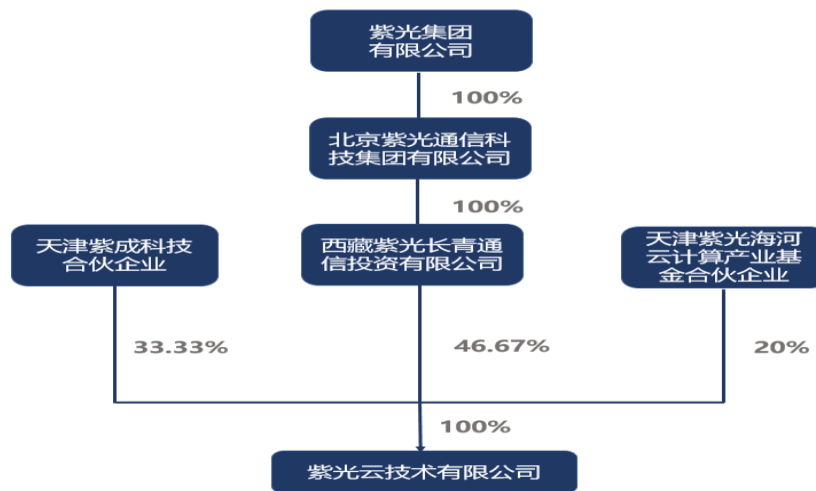 紫光集团
有限公司
100%
北京紫光通信科
技集团有限公司
100%
天津紫成科技
合伙企业
西藏紫光长青通
信投资有限公司
天津紫光海河
云计算产业基
金合伙企业
33.33%
46.67%
20%
100%
紫光云技术有限公司